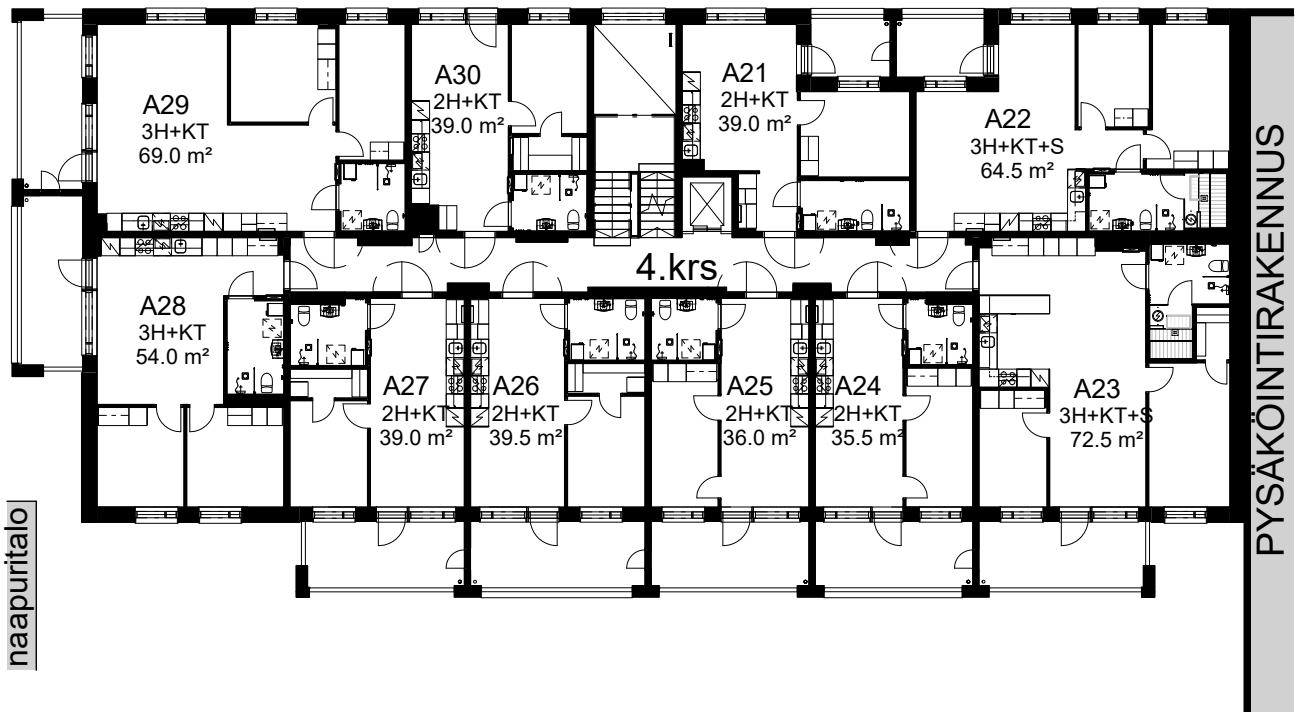 A29
3H+KT
69.0 m²
A30
2H+KT
39.0 m²
A21
2H+KT
39.0 m²
A22
3H+KT+S
64.5 m²
4.krs
A28
3H+KT
54.0 m²
A27
2H+KT
39.0 m²
A26
2H+KT
39.5 m²
A25
2H+KT
36.0 m²
A24
2H+KT
35.5 m²
A23
3H+KT+S
72.5 m²
naapuritalo
PYSÄKÖINTIRAKENNUS